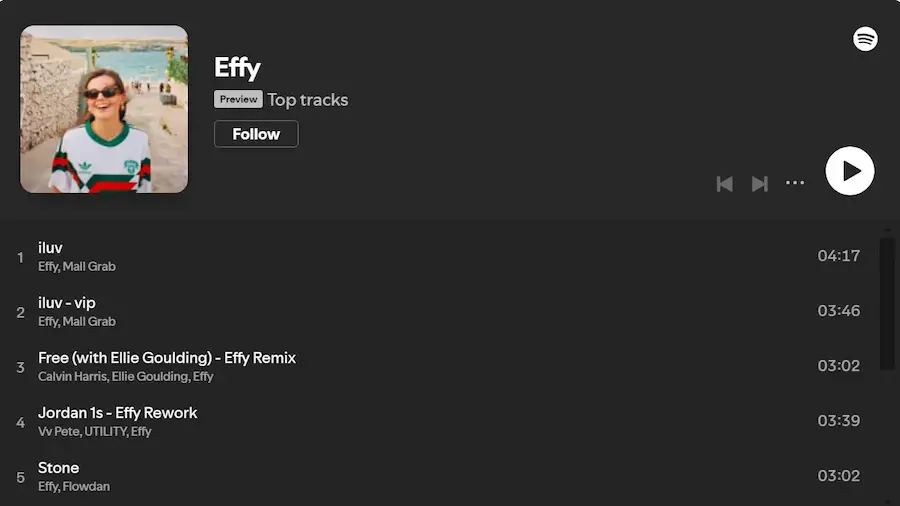 Effy
Preview Top tracks
Follow
1
iluv
Effy, Mall Grab
04:17
2
iluv - vip
Effy, Mall Grab
03:46
3
Free (with Ellie Goulding) - Effy Remix
Calvin Harris, Ellie Goulding, Effy
03:02
4
Jordan 1s - Effy Rework
Vv Pete, UTILITY, Effy
03:39
5
Stone
Effy, Flowdan
03:02